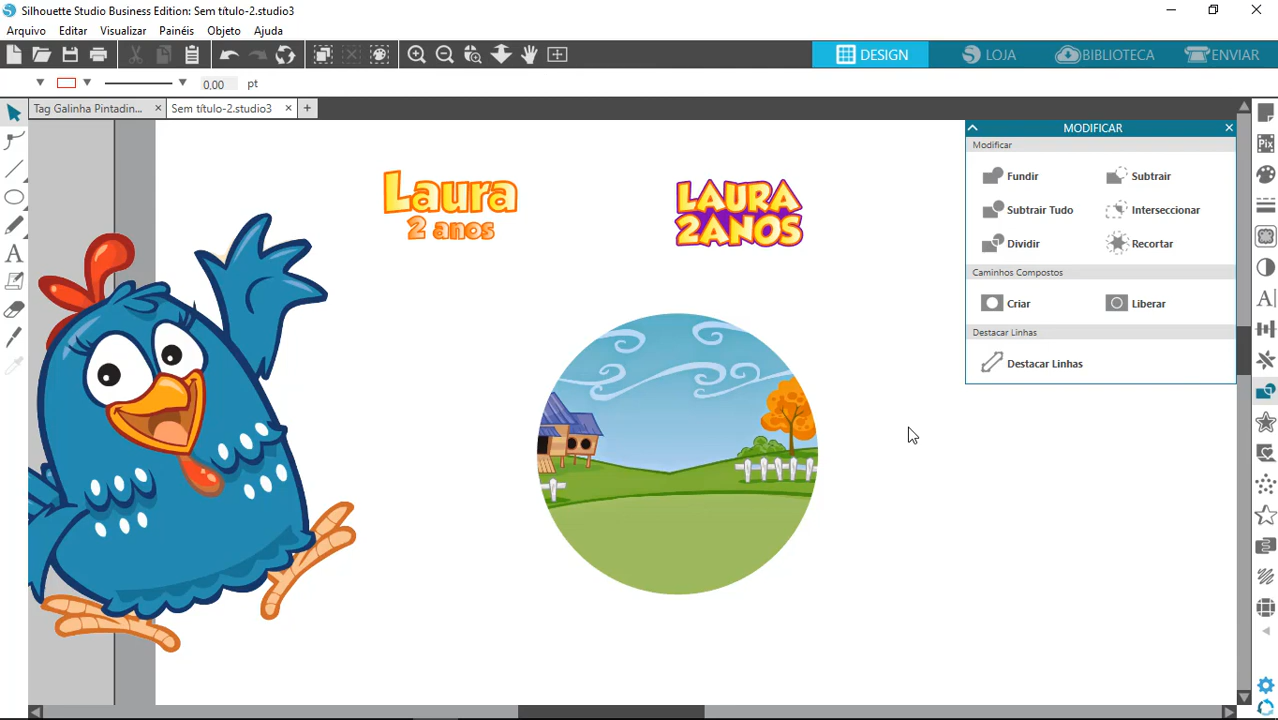 Silhouette Studio Business Edition: Sem título-2.studio3
Arquivo Editar Visualizar Painéis Objeto Ajuda
DESIGN LOJA BIBLIOTECA ENVIAR
0,00 pt
Tag Galinha Pintadin... Sem título-2.studio3
MODIFICAR
Modificar
Fundir Subtrair
Subtrair Tudo Interseccionar
Dividir Recortar
Caminhos Compostos
Criar Liberar
Destacar Linhas
Destacar Linhas
Pix
Laura
2 anos
LAURA
2ANOS